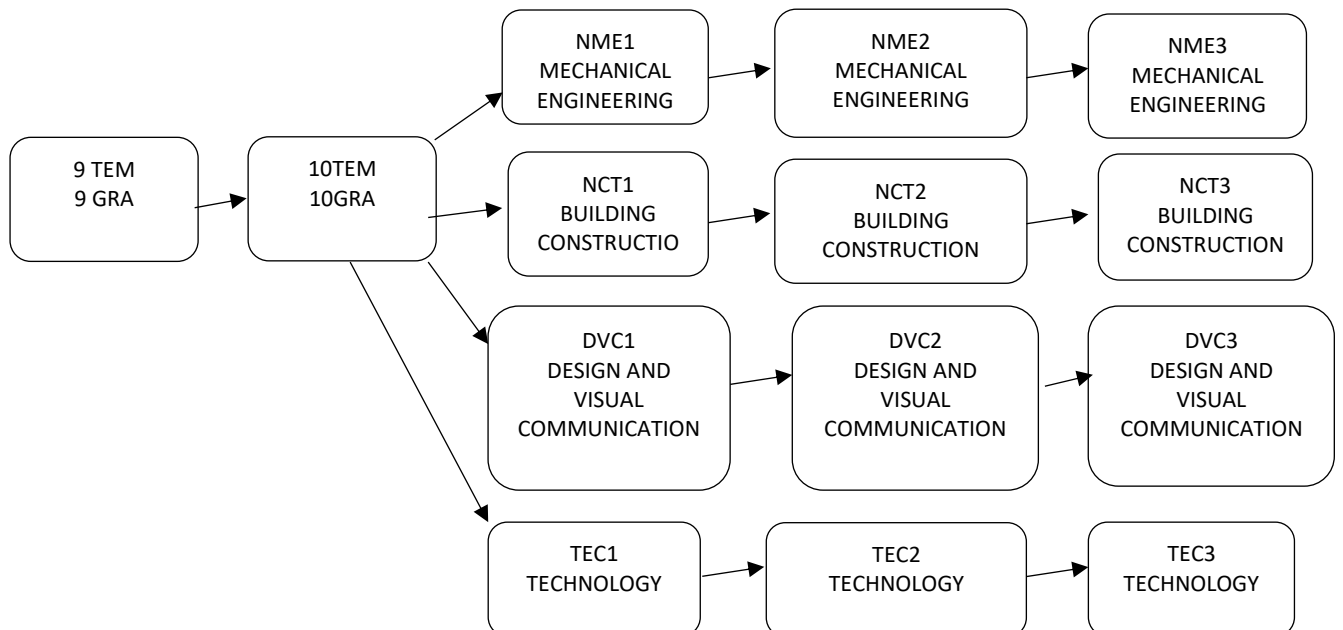 9 TEM
9 GRA
10TEM
10GRA
NME1
MECHANICAL
ENGINEERING
NME2
MECHANICAL
ENGINEERING
NME3
MECHANICAL
ENGINEERING
NCT1
BUILDING
CONSTRUCTIO
NCT2
BUILDING
CONSTRUCTION
NCT3
BUILDING
CONSTRUCTION
DVC1
DESIGN AND
VISUAL
COMMUNICATION
DVC2
DESIGN AND
VISUAL
COMMUNICATION
DVC3
DESIGN AND
VISUAL
COMMUNICATION
TEC1
TECHNOLOGY
TEC2
TECHNOLOGY
TEC3
TECHNOLOGY